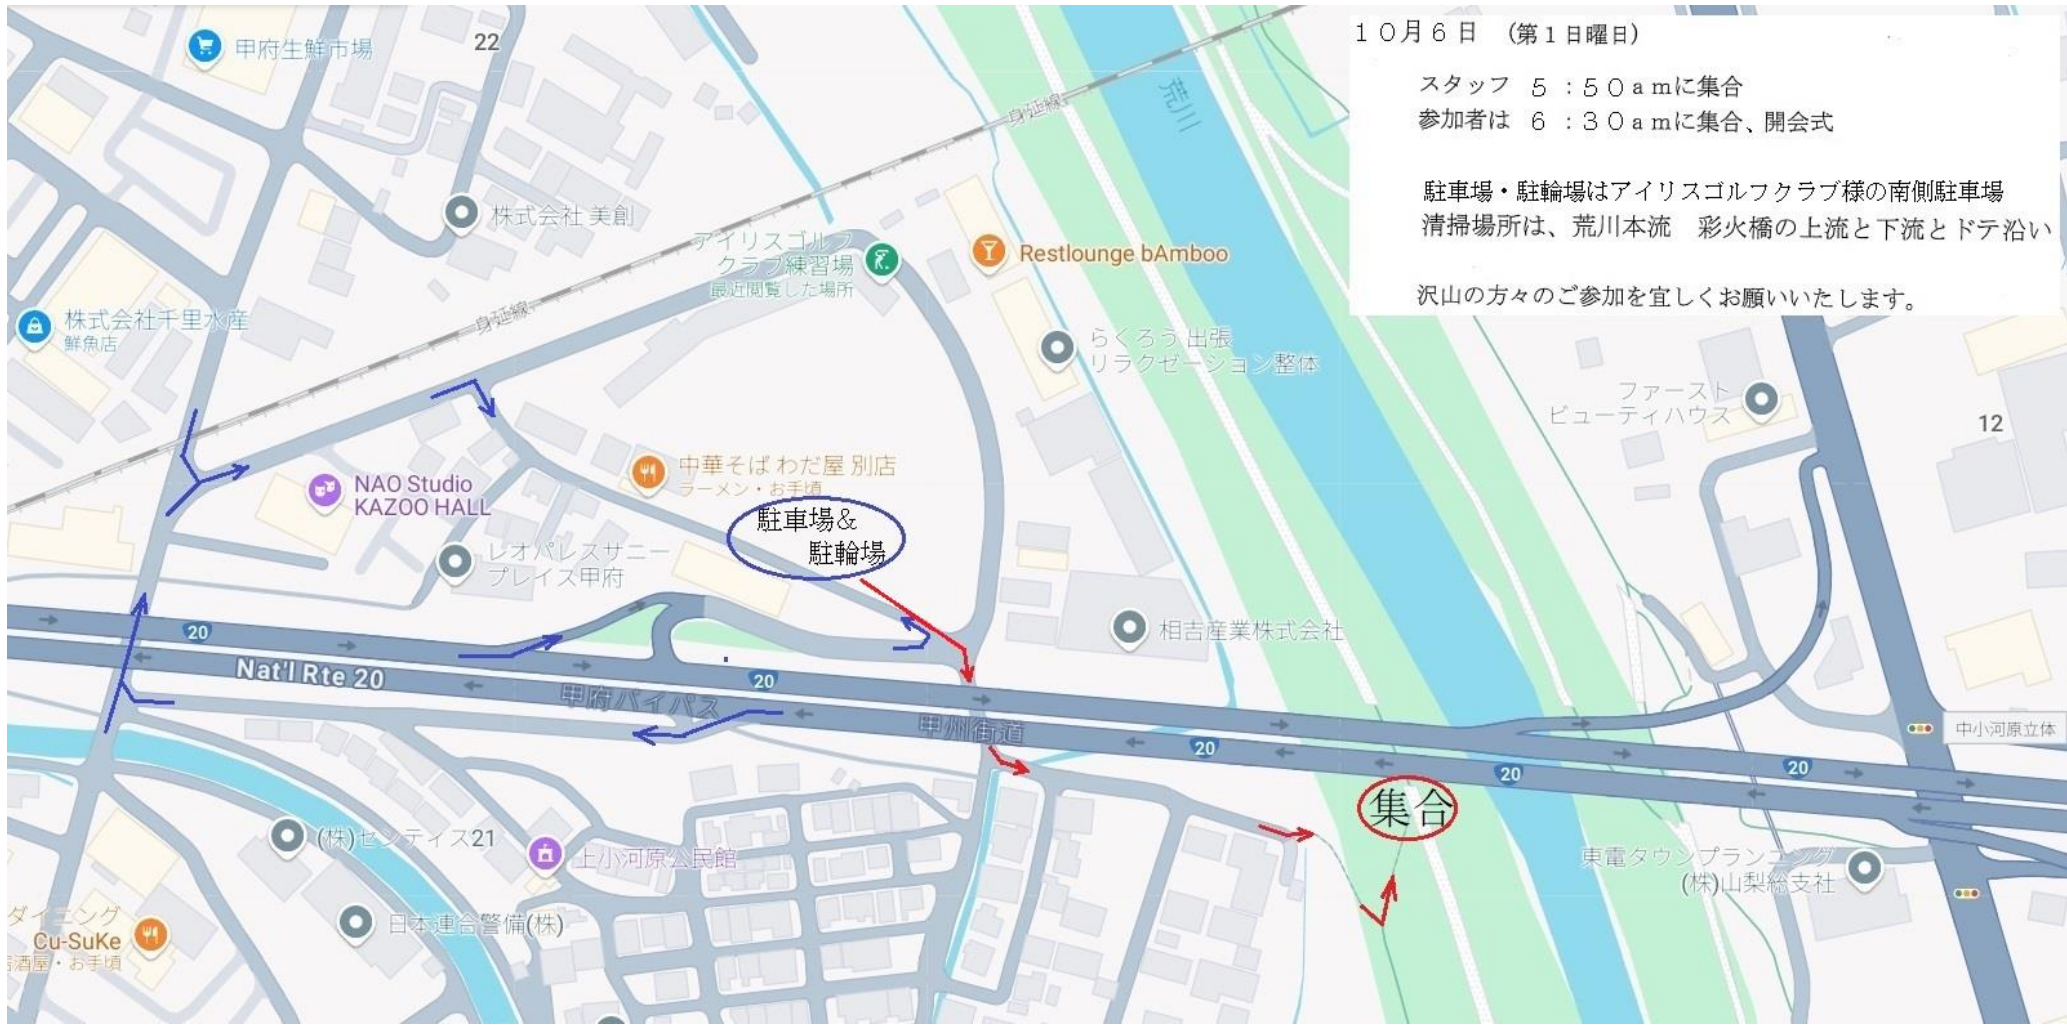 10月6日 (第1日曜日)
スタッフ 5:50amに集合
参加者は 6:30amに集合、開会式
駐車場・駐輪場はアイリスゴルフクラブ様の南側駐車場
清掃場所は、荒川本流 彩火橋の上流と下流とドテ沿い
沢山の方々のご参加を宜しくお願いいたします。
甲府生鮮市場
22
身延線
荒川
株式会社 美創
アイリスゴルフ
クラブ練習場
最近閲覧した場所
Restlounge bAmboo
株式会社千里水産
鮮魚店
身延線
らくろう 出張
リラクゼーション整体
ファースト
ビューティハウス
12
NAO Studio
KAZOO HALL
中華そば わだ屋 別店
ラーメン・お手頃
駐車場&
駐輪場
レオパレスサニー
プレイス甲府
相吉産業株式会社
20
Nat'l Rte 20
甲府バイパス
20
甲州街道
20
20
20
中小河原立体
集合
(株)センティス21
上小河原公民館
東電タウンプランニング
(株)山梨総支社
日本連合警備(株)
ダイニング
Cu-SuKe
居酒屋・お手頃